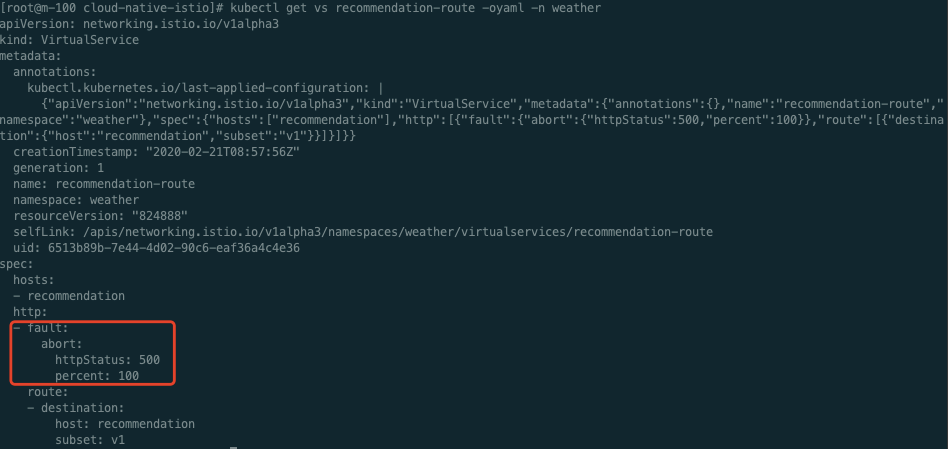 [root@m-100 cloud-native-istio]# kubectl get vs recommendation-route -oyaml -n weather
apiVersion: networking.istio.io/v1alpha3
kind: VirtualService
metadata:
  annotations:
    kubectl.kubernetes.io/last-applied-configuration: |
      {"apiVersion":"networking.istio.io/v1alpha3","kind":"VirtualService","metadata":{"annotations":{},"name":"recommendation-route","
namespace":"weather"},"spec":{"hosts":["recommendation"],"http":[{"fault":{"abort":{"httpStatus":500,"percent":100}},"route":[{"destina
tion":{"host":"recommendation","subset":"v1"}}]}]}}
  creationTimestamp: "2020-02-21T08:57:56Z"
  generation: 1
  name: recommendation-route
  namespace: weather
  resourceVersion: "824888"
  selfLink: /apis/networking.istio.io/v1alpha3/namespaces/weather/virtualservices/recommendation-route
  uid: 6513b89b-7e44-4d02-90c6-eaf36a4c4e36
spec:
  hosts:
  - recommendation
  http:
  - fault:
      abort:
        httpStatus: 500
        percent: 100
    route:
    - destination:
        host: recommendation
        subset: v1